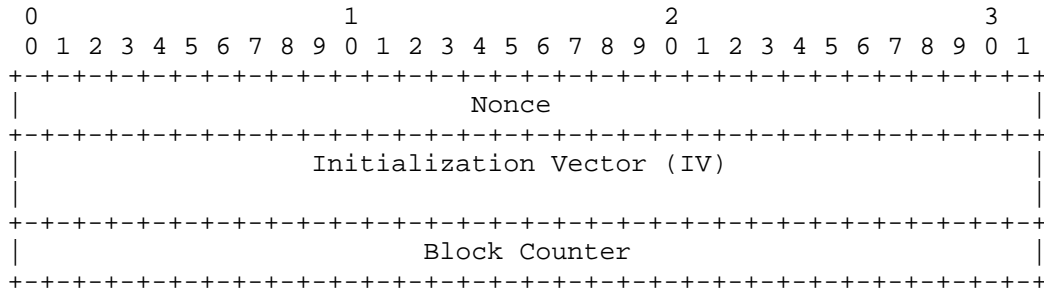 0                   1                   2                   3
 0 1 2 3 4 5 6 7 8 9 0 1 2 3 4 5 6 7 8 9 0 1 2 3 4 5 6 7 8 9 0 1
+-+-+-+-+-+-+-+-+-+-+-+-+-+-+-+-+-+-+-+-+-+-+-+-+-+-+-+-+-+-+-+-+
|                            Nonce                              |
+-+-+-+-+-+-+-+-+-+-+-+-+-+-+-+-+-+-+-+-+-+-+-+-+-+-+-+-+-+-+-+-+
|                  Initialization Vector (IV)                   |
|                                                               |
+-+-+-+-+-+-+-+-+-+-+-+-+-+-+-+-+-+-+-+-+-+-+-+-+-+-+-+-+-+-+-+-+
|                         Block Counter                         |
+-+-+-+-+-+-+-+-+-+-+-+-+-+-+-+-+-+-+-+-+-+-+-+-+-+-+-+-+-+-+-+-+